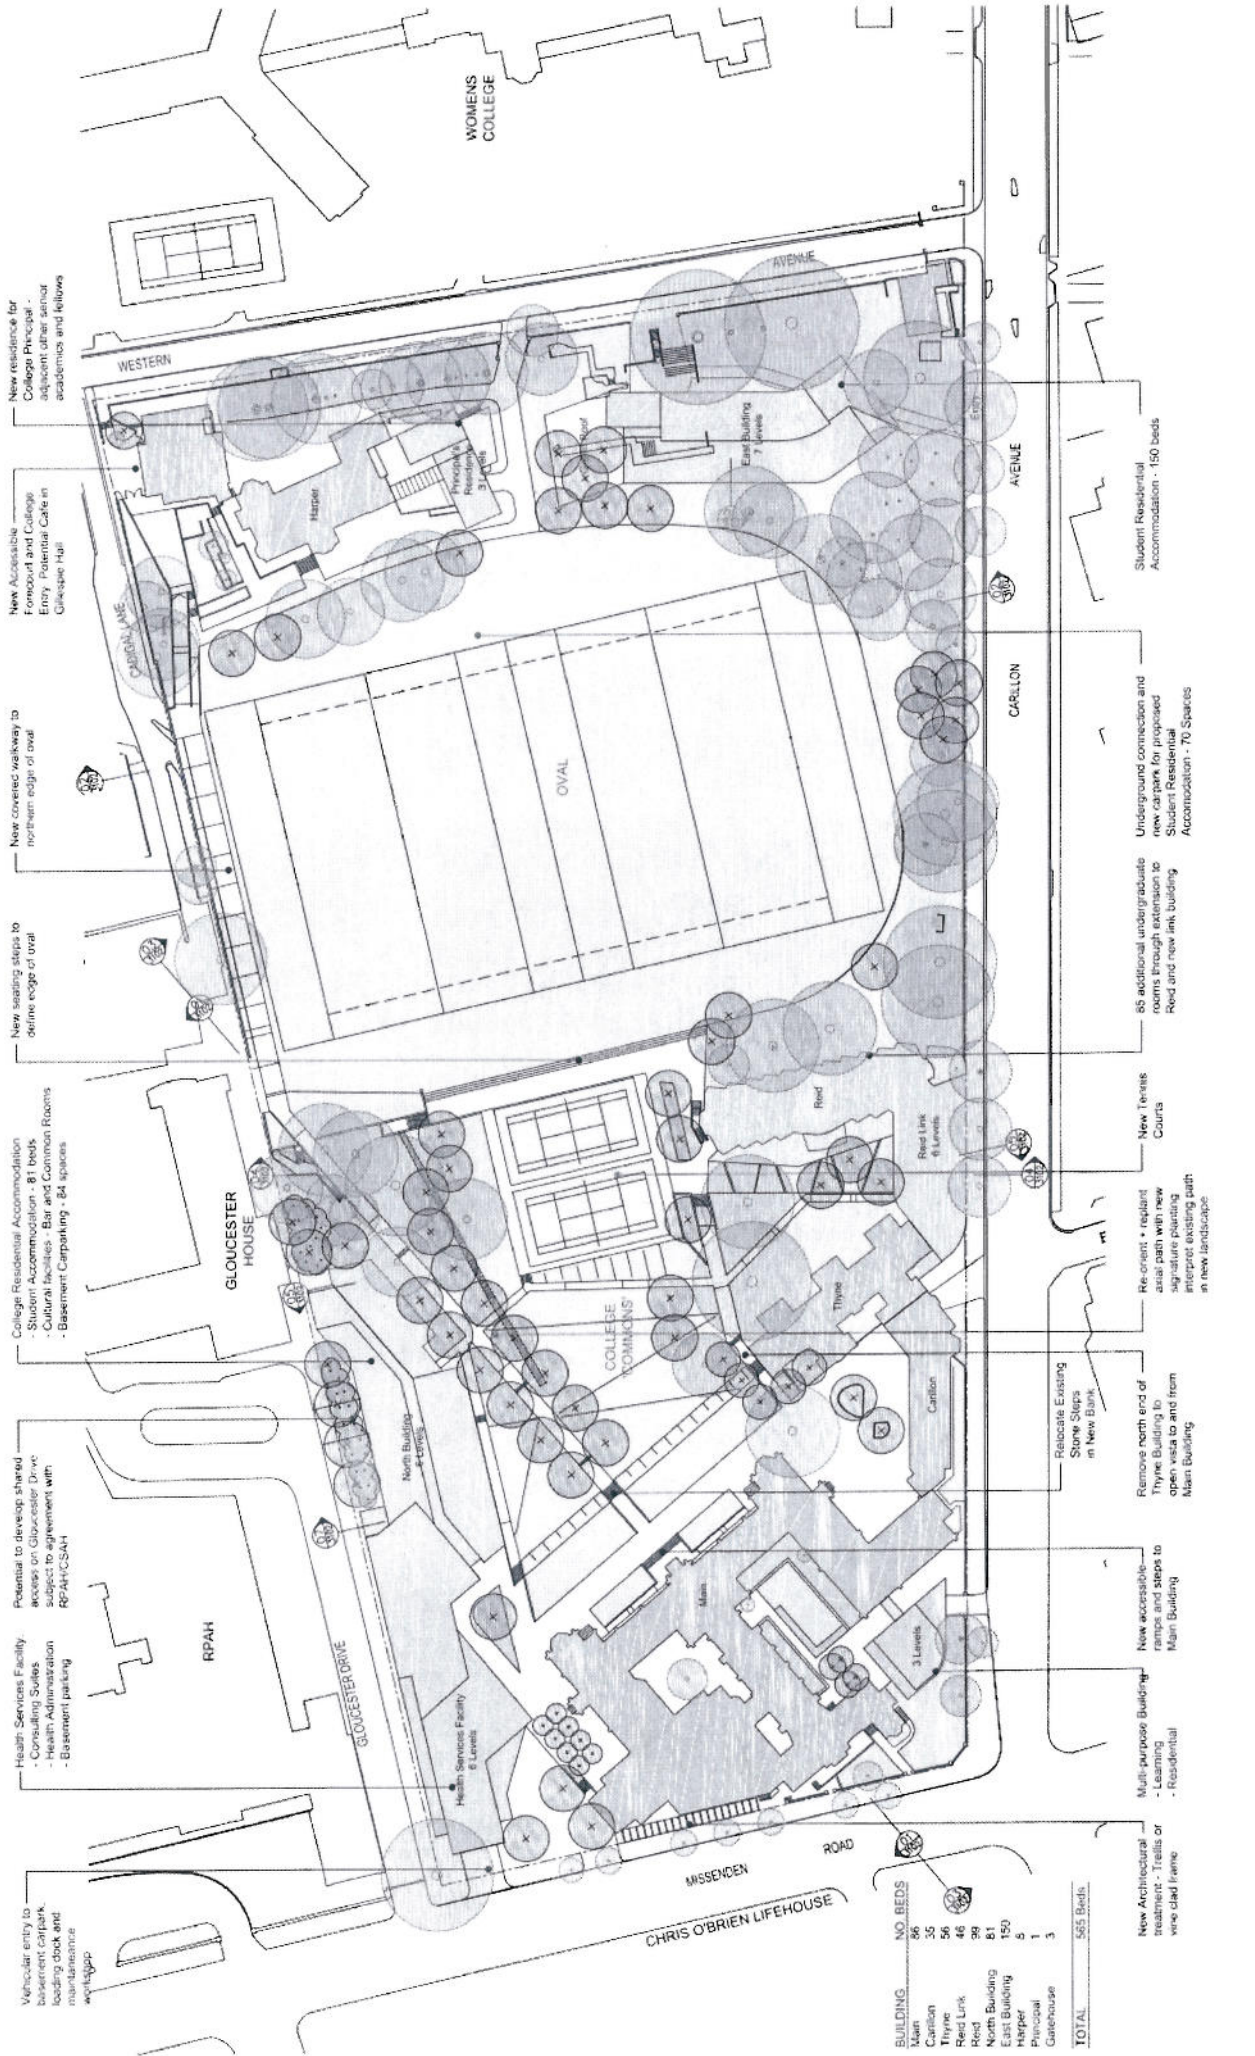 Vehicular entry to
basement carpark,
loading dock and
maintaneance
workshop
Health Services Facility
- Consulting Suites
- Health Administration
- Basement parking
Potential to develop shared
access on Gloucester Drive
subject to agreement with
RPAH/CSAH
College Residential Accommodation
- Student Accommodation - 81 beds
- Cultural facilities - Bar and Common Rooms
- Basement Carparking - 84 spaces
New seating steps to
define edge of oval
New covered walkway to
northern edge of oval
New Accessible
Forecourt and College
Entry Potential Cafe in
Gillespie Hall
New residence for
College Principal -
adjacent other senior
academics and fellows
RPAH
GLOUCESTER
HOUSE
GLOUCESTER DRIVE
CADIGAL LANE
WESTERN
AVENUE
WOMENS
COLLEGE
Health Services Facility
6 Levels
North Building
Harper
Principal's
Residence
3 Levels
East Building
7 Levels
OVAL
COLLEGE
'COMMONS'
Main
Thyne
Carillon
Reid
Reid Link
6 Levels
3 Levels
Entry
CARILLON
AVENUE
MISSENDEN
ROAD
CHRIS O'BRIEN LIFEHOUSE
BUILDING NO. BEDS
Main 86
Carillon 35
Thyne 56
Reid Link 46
Reid 99
North Building 81
East Building 150
Harper 8
Principal 1
Gatehouse 3
TOTAL 565 Beds
New Architectural
treatment - Trellis or
vine clad frame
Multi-purpose Building
- Learning
- Residential
New accessible
ramps and steps to
Main Building
Relocate Existing
Stone Steps
in New Bank
Remove north end of
Thyne Building to
open vista to and from
Main Building
Re-orient + replant
axial path with new
signature planting
interpret existing path
in new landscape
New Tennis
Courts
85 additional undergraduate
rooms through extension to
Reid and new link building
Underground connection and
new carpark for proposed
Student Residential
Accomodation - 70 Spaces
Student Residential
Accommodation - 150 beds